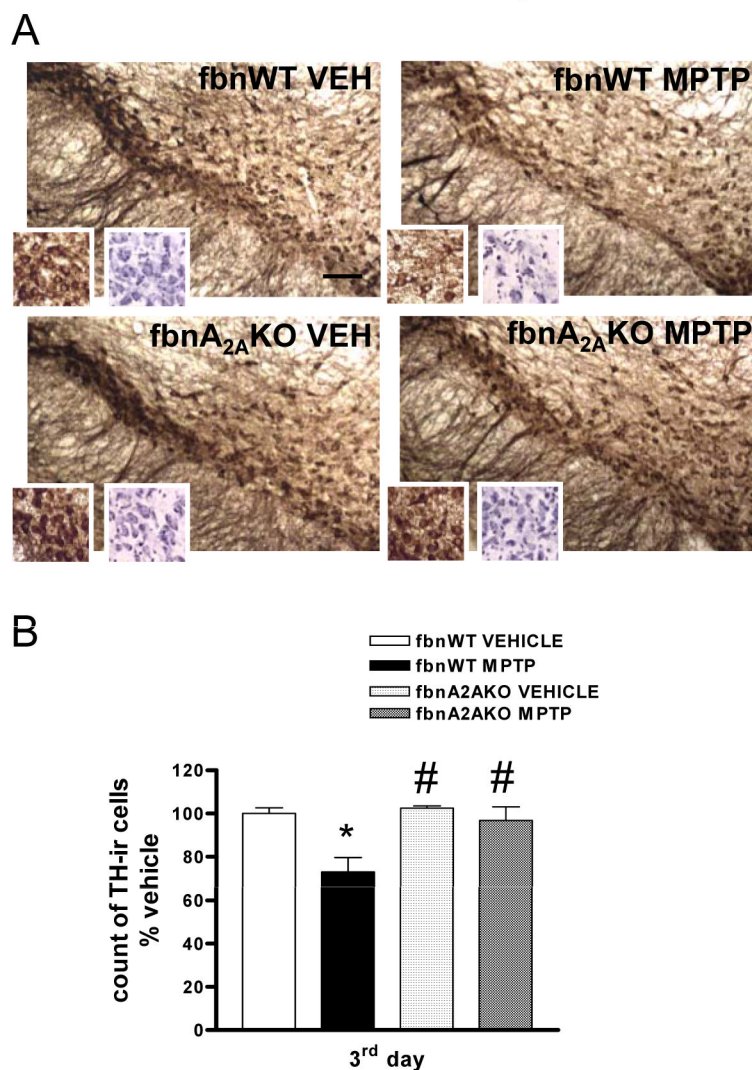 A
fbnWT VEH
fbnWT MPTP
fbnA2AKO VEH
fbnA2AKO MPTP
B
fbnWT VEHICLE
fbnWT MPTP
fbnA2AKO VEHICLE
fbnA2AKO MPTP
count of TH-ir cells
% vehicle
120
100
80
60
40
20
0
*
#
#
3rd day